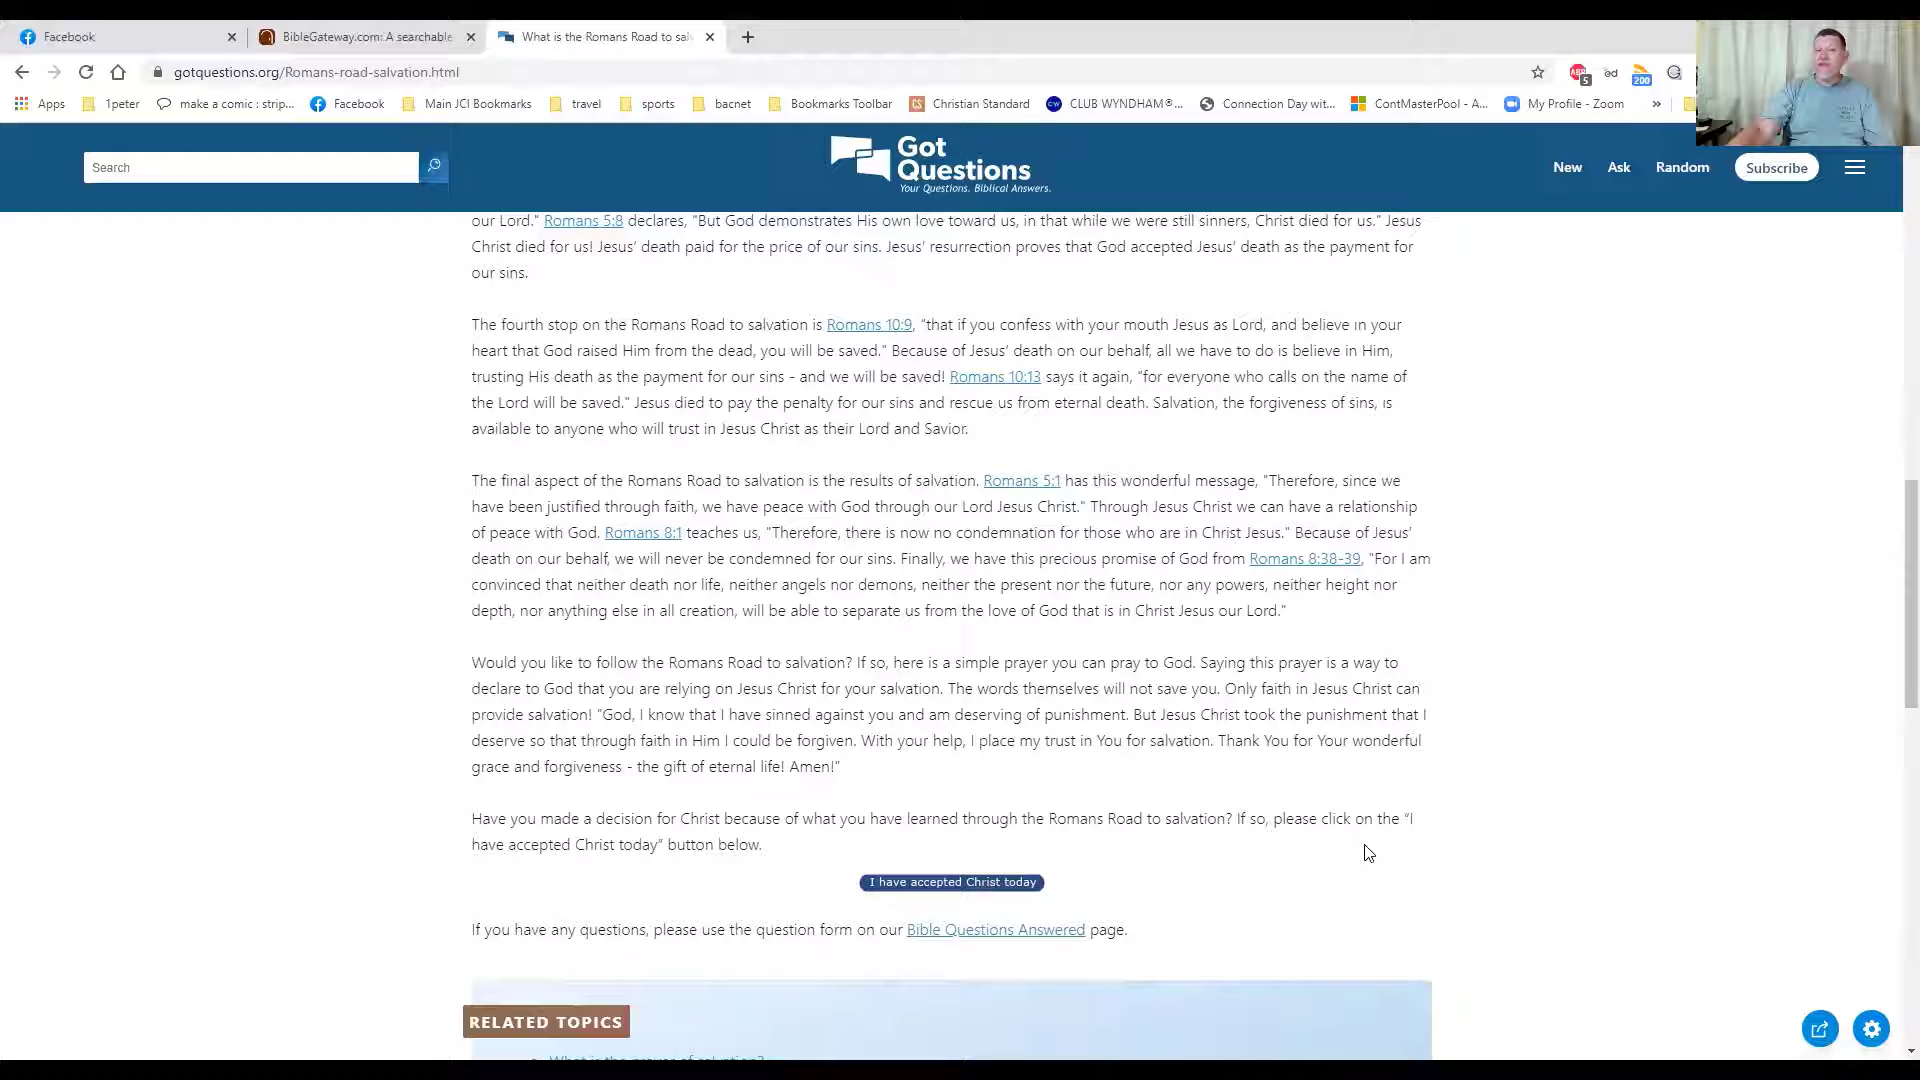 Facebook
BibleGateway.com: A searchable
What is the Romans Road to sal
gotquestions.org/Romans-road-salvation.html
5
200
Apps
1peter
make a comic : strip...
Facebook
Main JCI Bookmarks
travel
sports
bacnet
Bookmarks Toolbar
CS
Christian Standard
CW
CLUB WYNDHAM®...
Connection Day wit...
ContMasterPool - A...
My Profile - Zoom
»
Search
Got
Questions
Your Questions. Biblical Answers.
New
Ask
Random
Subscribe
our Lord." Romans 5:8 declares, "But God demonstrates His own love toward us, in that while we were still sinners, Christ died for us." Jesus
Christ died for us! Jesus’ death paid for the price of our sins. Jesus’ resurrection proves that God accepted Jesus’ death as the payment for
our sins.
The fourth stop on the Romans Road to salvation is Romans 10:9, "that if you confess with your mouth Jesus as Lord, and believe in your
heart that God raised Him from the dead, you will be saved." Because of Jesus’ death on our behalf, all we have to do is believe in Him,
trusting His death as the payment for our sins - and we will be saved! Romans 10:13 says it again, "for everyone who calls on the name of
the Lord will be saved." Jesus died to pay the penalty for our sins and rescue us from eternal death. Salvation, the forgiveness of sins, is
available to anyone who will trust in Jesus Christ as their Lord and Savior.
The final aspect of the Romans Road to salvation is the results of salvation. Romans 5:1 has this wonderful message, "Therefore, since we
have been justified through faith, we have peace with God through our Lord Jesus Christ." Through Jesus Christ we can have a relationship
of peace with God. Romans 8:1 teaches us, "Therefore, there is now no condemnation for those who are in Christ Jesus." Because of Jesus’
death on our behalf, we will never be condemned for our sins. Finally, we have this precious promise of God from Romans 8:38-39, "For I am
convinced that neither death nor life, neither angels nor demons, neither the present nor the future, nor any powers, neither height nor
depth, nor anything else in all creation, will be able to separate us from the love of God that is in Christ Jesus our Lord."
Would you like to follow the Romans Road to salvation? If so, here is a simple prayer you can pray to God. Saying this prayer is a way to
declare to God that you are relying on Jesus Christ for your salvation. The words themselves will not save you. Only faith in Jesus Christ can
provide salvation! "God, I know that I have sinned against you and am deserving of punishment. But Jesus Christ took the punishment that I
deserve so that through faith in Him I could be forgiven. With your help, I place my trust in You for salvation. Thank You for Your wonderful
grace and forgiveness - the gift of eternal life! Amen!"
Have you made a decision for Christ because of what you have learned through the Romans Road to salvation? If so, please click on the “I
have accepted Christ today” button below.
I have accepted Christ today
If you have any questions, please use the question form on our Bible Questions Answered page.
RELATED TOPICS
What is the prayer of salvation?